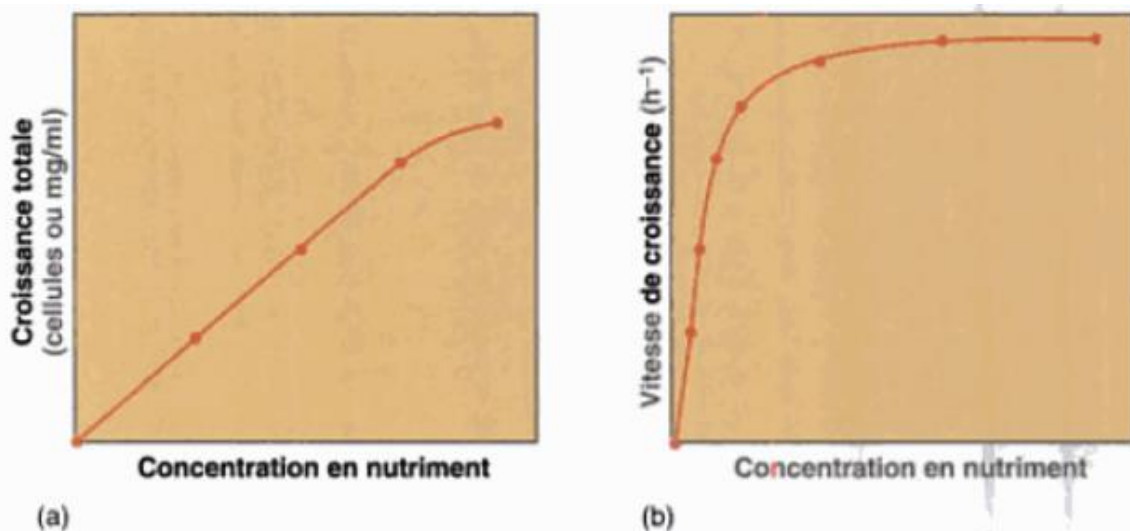 Croissance totale
(cellules ou mg/ml)
Concentration en nutriment
(a)
Vitesse de croissance (h⁻¹)
Concentration en nutriment
(b)